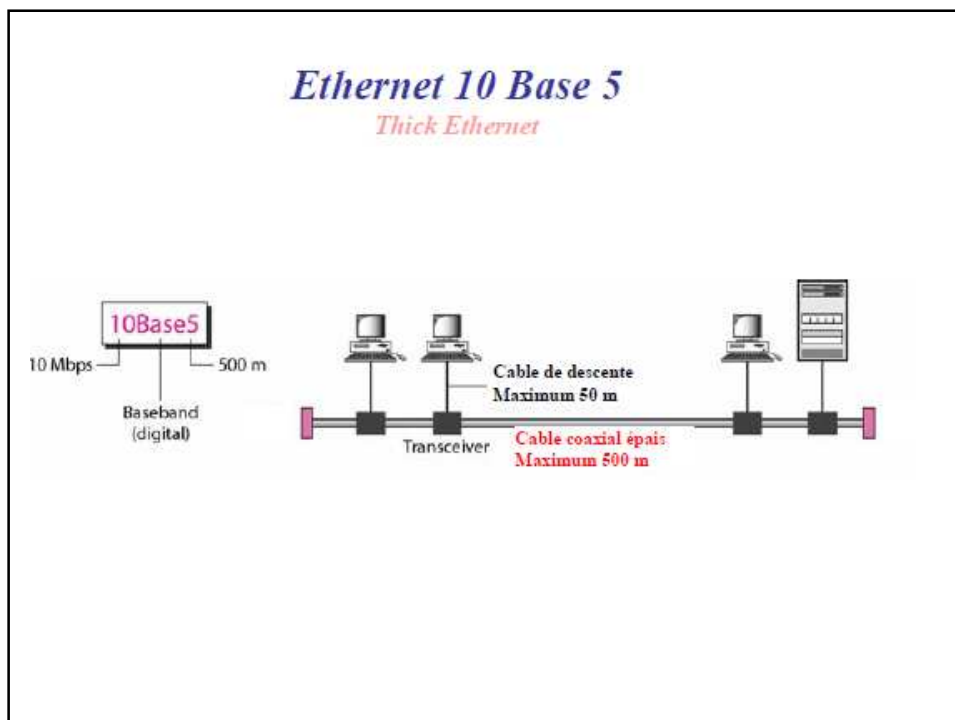 Ethernet 10 Base 5
Thick Ethernet
10Base5
10 Mbps
500 m
Baseband
(digital)
Cable de descente
Maximum 50 m
Transceiver
Cable coaxial épais
Maximum 500 m